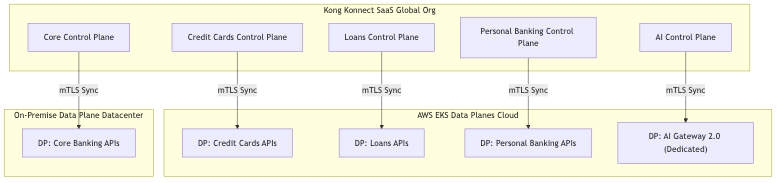 Kong Konnect SaaS Global Org
Core Control Plane
Credit Cards Control Plane
Loans Control Plane
Personal Banking Control
Plane
AI Control Plane
mTLS Sync
mTLS Sync
mTLS Sync
mTLS Sync
mTLS Sync
On-Premise Data Plane Datacenter
AWS EKS Data Planes Cloud
DP: Core Banking APIs
DP: Credit Cards APIs
DP: Loans APIs
DP: Personal Banking APIs
DP: AI Gateway 2.0
(Dedicated)